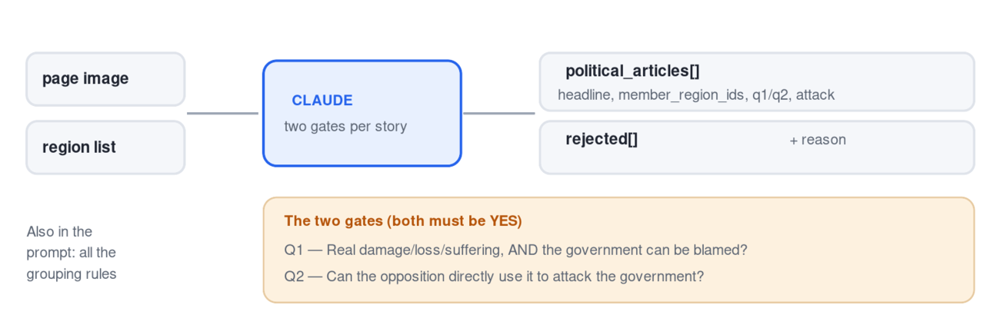 page image
region list
CLAUDE
two gates per story
political_articles[]
headline, member_region_ids, q1/q2, attack
rejected[] + reason
Also in the
prompt: all the
grouping rules
The two gates (both must be YES)
Q1 — Real damage/loss/suffering, AND the government can be blamed?
Q2 — Can the opposition directly use it to attack the government?